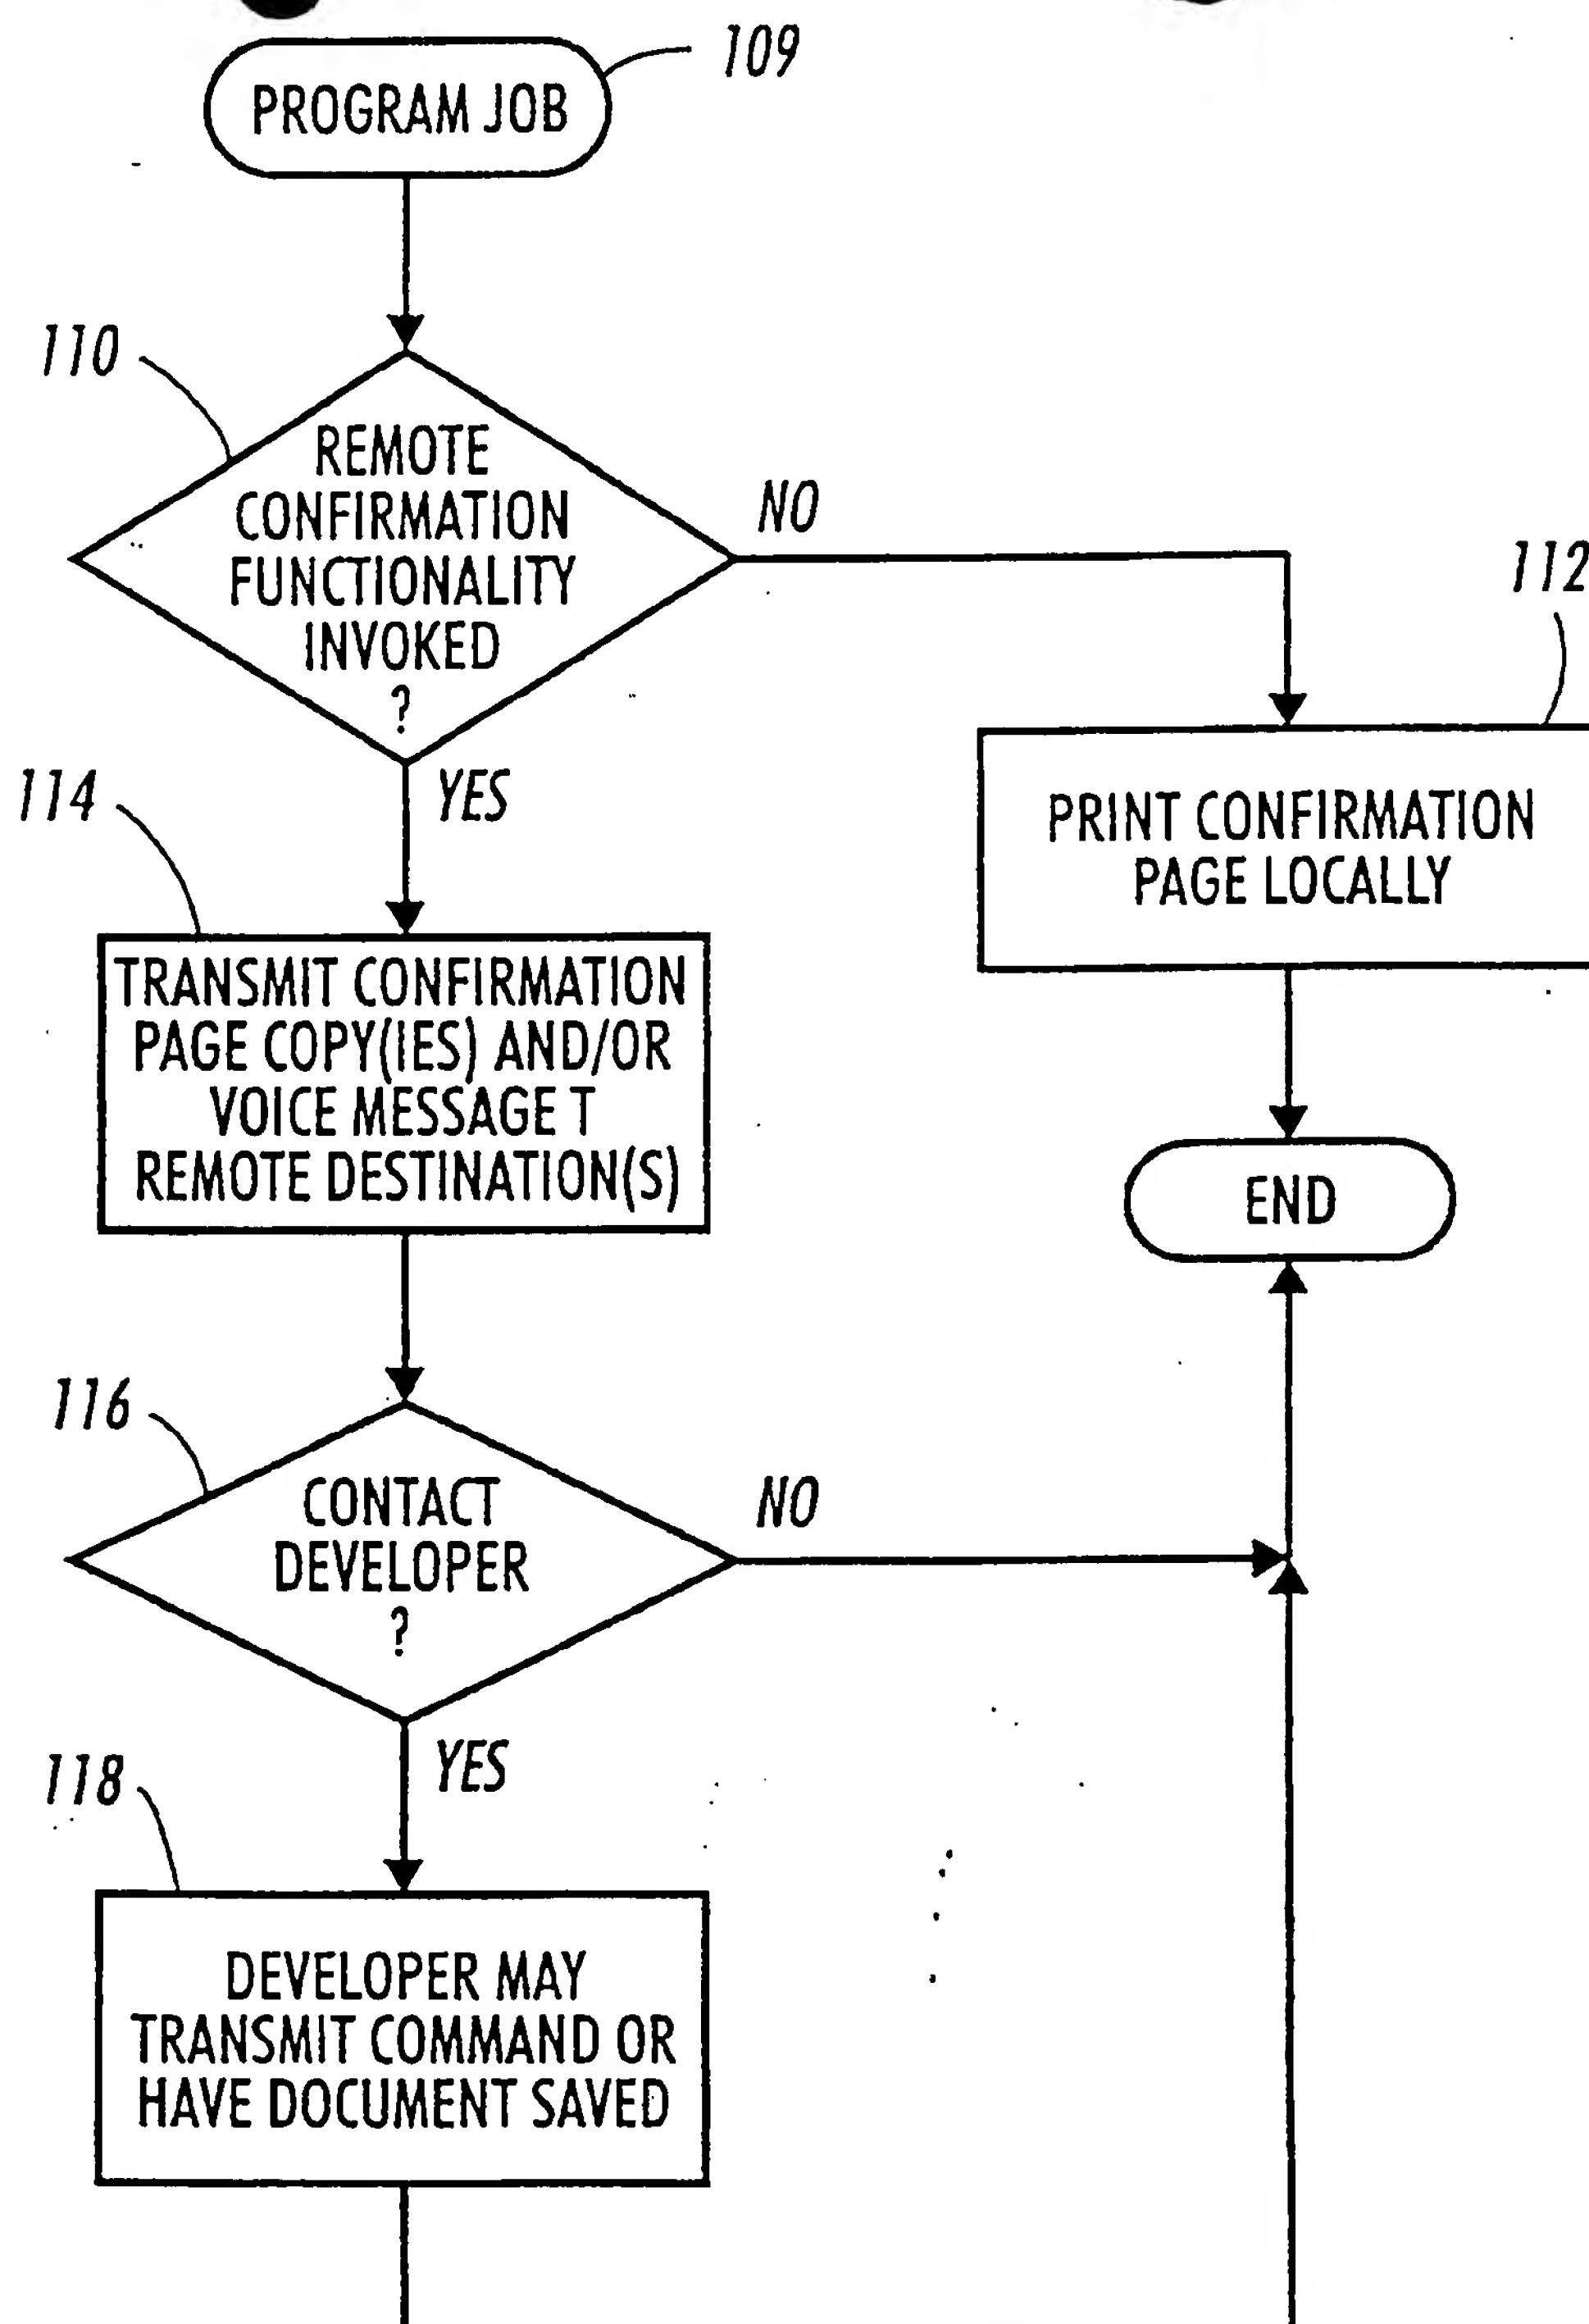 109
PROGRAM JOB
110
REMOTE
CONFIRMATION
FUNCTIONALITY
INVOKED
?
NO
112
YES
114
PRINT CONFIRMATION
PAGE LOCALLY
TRANSMIT CONFIRMATION
PAGE COPY(IES) AND/OR
VOICE MESSAGE T
REMOTE DESTINATION(S)
END
116
CONTACT
DEVELOPER
?
NO
YES
118
DEVELOPER MAY
TRANSMIT COMMAND OR
HAVE DOCUMENT SAVED